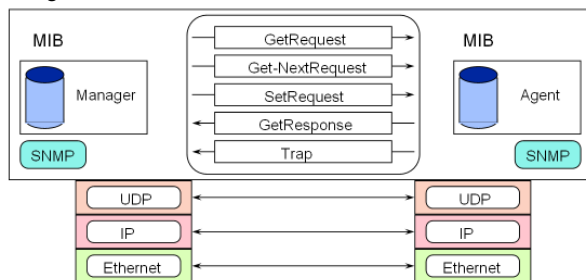 MIB
Manager
SNMP
GetRequest
Get-NextRequest
SetRequest
GetResponse
Trap
MIB
Agent
SNMP
UDP
UDP
IP
IP
Ethernet
Ethernet